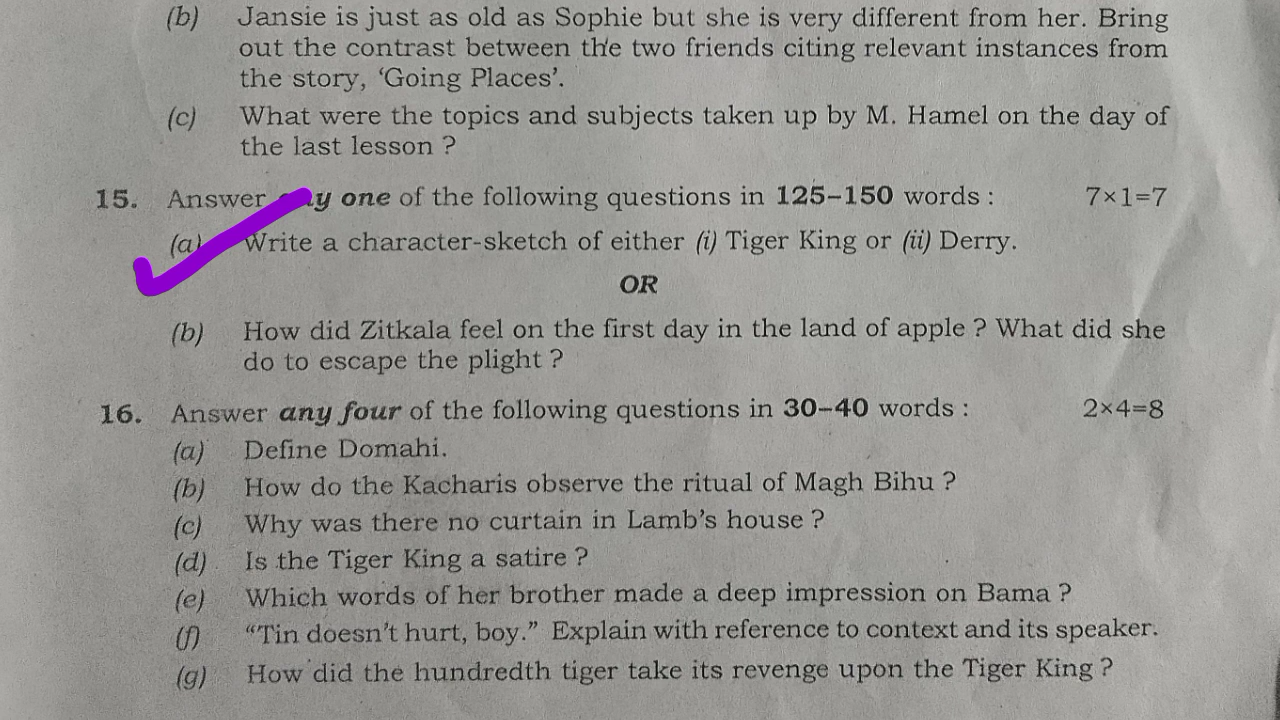 (b) Jansie is just as old as Sophie but she is very different from her. Bring
out the contrast between the two friends citing relevant instances from
the story, ‘Going Places’.
(c) What were the topics and subjects taken up by M. Hamel on the day of
the last lesson ?
15. Answer one of the following questions in 125–150 words : 7×1=7
(a) Write a character-sketch of either (i) Tiger King or (ii) Derry.
OR
(b) How did Zitkala feel on the first day in the land of apple ? What did she
do to escape the plight ?
16. Answer any four of the following questions in 30–40 words : 2×4=8
(a) Define Domahi.
(b) How do the Kacharis observe the ritual of Magh Bihu ?
(c) Why was there no curtain in Lamb’s house ?
(d) Is the Tiger King a satire ?
(e) Which words of her brother made a deep impression on Bama ?
(f) “Tin doesn’t hurt, boy.” Explain with reference to context and its speaker.
(g) How did the hundredth tiger take its revenge upon the Tiger King ?